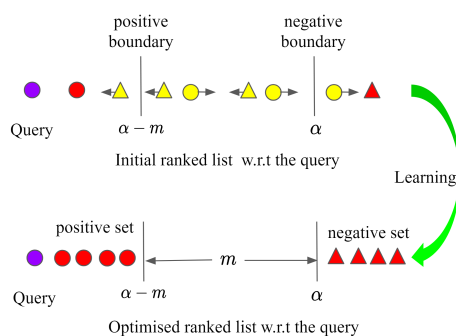 positive boundary
negative boundary
Query
α − m
α
Initial ranked list w.r.t the query
Learning
positive set
negative set
m
Query
α − m
α
Optimised ranked list w.r.t the query